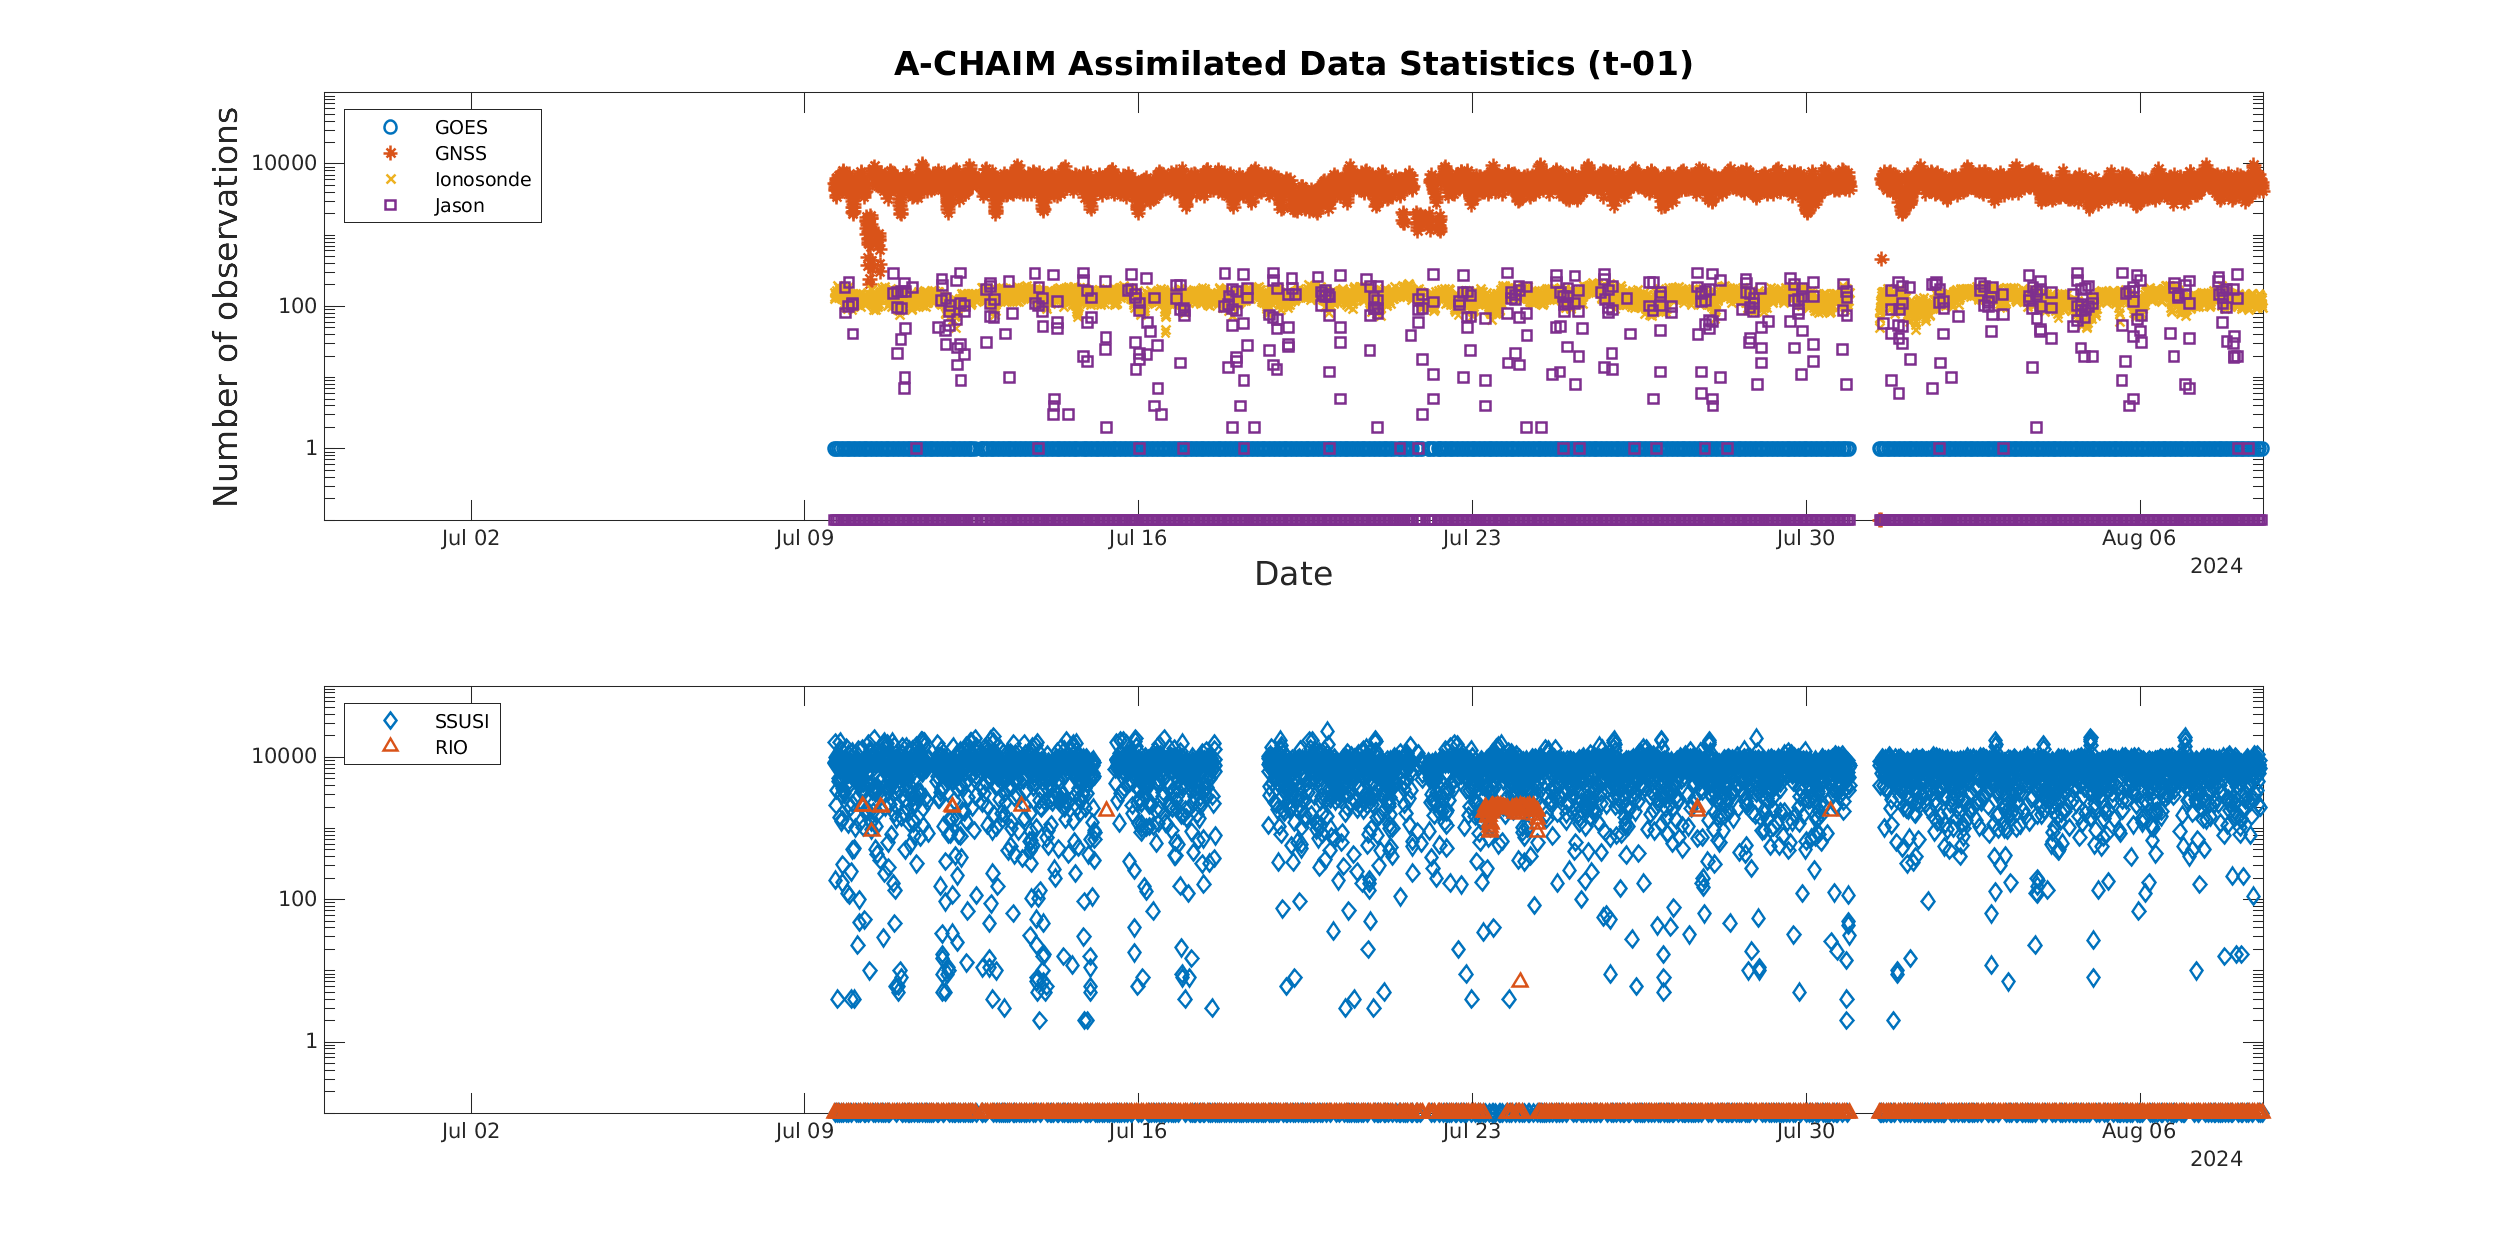 A-CHAIM Assimilated Data Statistics (t-01)
Number of observations
10000
100
1
GOES
GNSS
Ionosonde
Jason
Jul 02
Jul 09
Jul 16
Jul 23
Jul 30
Aug 06
2024
Date
10000
100
1
SSUSI
RIO
Jul 02
Jul 09
Jul 16
Jul 23
Jul 30
Aug 06
2024